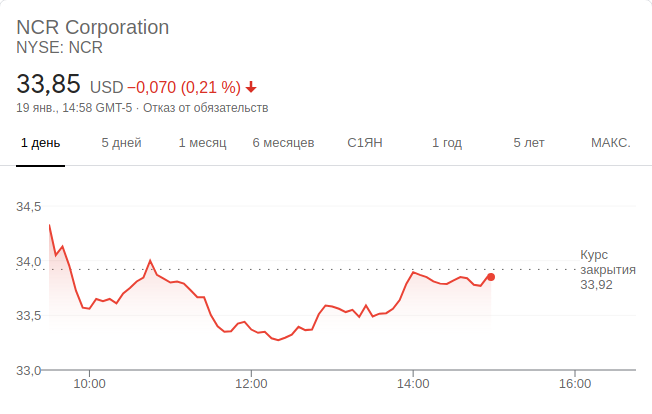 NCR Corporation
NYSE: NCR
33,85 USD −0,070 (0,21 %)
19 янв., 14:58 GMT-5 · Отказ от обязательств
1 день 5 дней 1 месяц 6 месяцев С1ЯН 1 год 5 лет МАКС.
34,5
34,0
33,5
33,0
Курс
закрытия
33,92
10:00 12:00 14:00 16:00